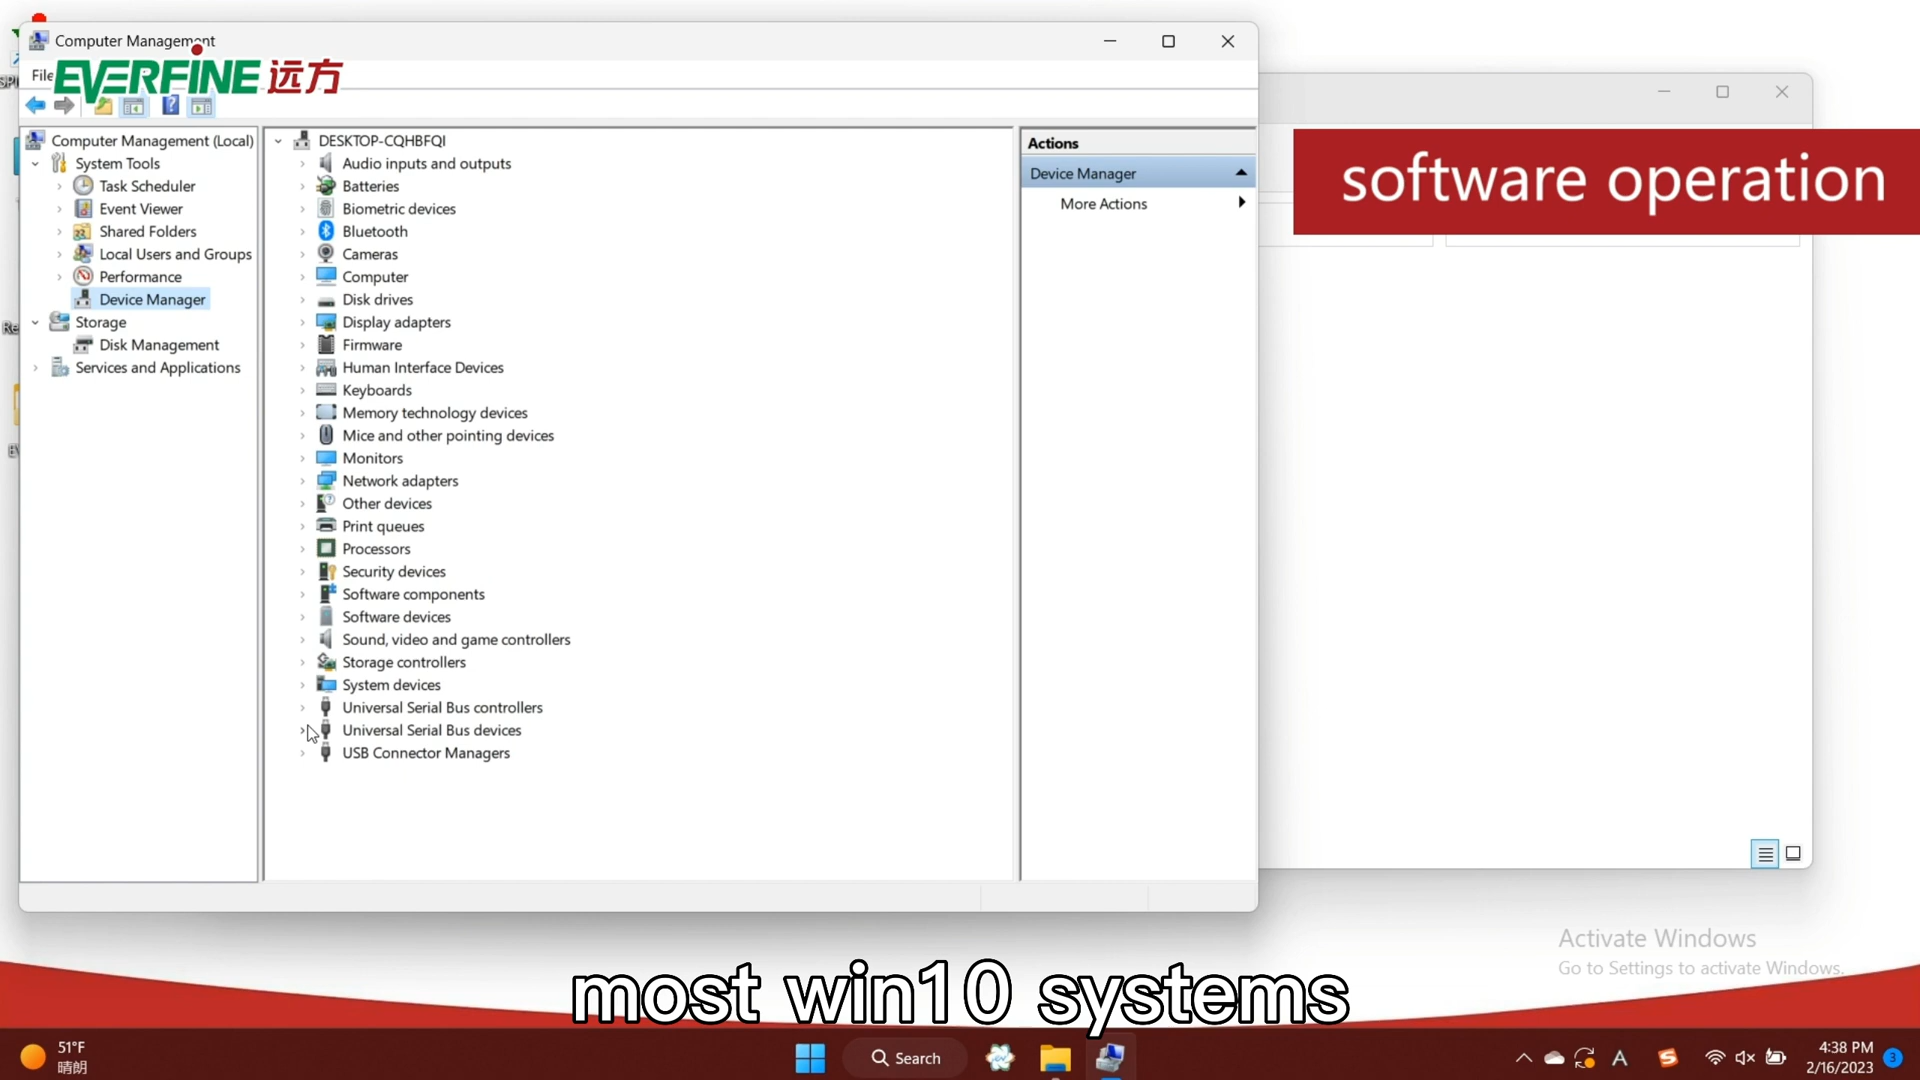 Computer Management
File
EVERFINE 远方
software operation
Computer Management (Local)
System Tools
Task Scheduler
Event Viewer
Shared Folders
Local Users and Groups
Performance
Device Manager
Storage
Disk Management
Services and Applications
DESKTOP-CQHBFQI
Audio inputs and outputs
Batteries
Biometric devices
Bluetooth
Cameras
Computer
Disk drives
Display adapters
Firmware
Human Interface Devices
Keyboards
Memory technology devices
Mice and other pointing devices
Monitors
Network adapters
Other devices
Print queues
Processors
Security devices
Software components
Software devices
Sound, video and game controllers
Storage controllers
System devices
Universal Serial Bus controllers
Universal Serial Bus devices
USB Connector Managers
Actions
Device Manager
More Actions
Activate Windows
Go to Settings to activate Windows.
most win10 systems
51°F
晴朗
Search
A
4:38 PM
2/16/2023
3